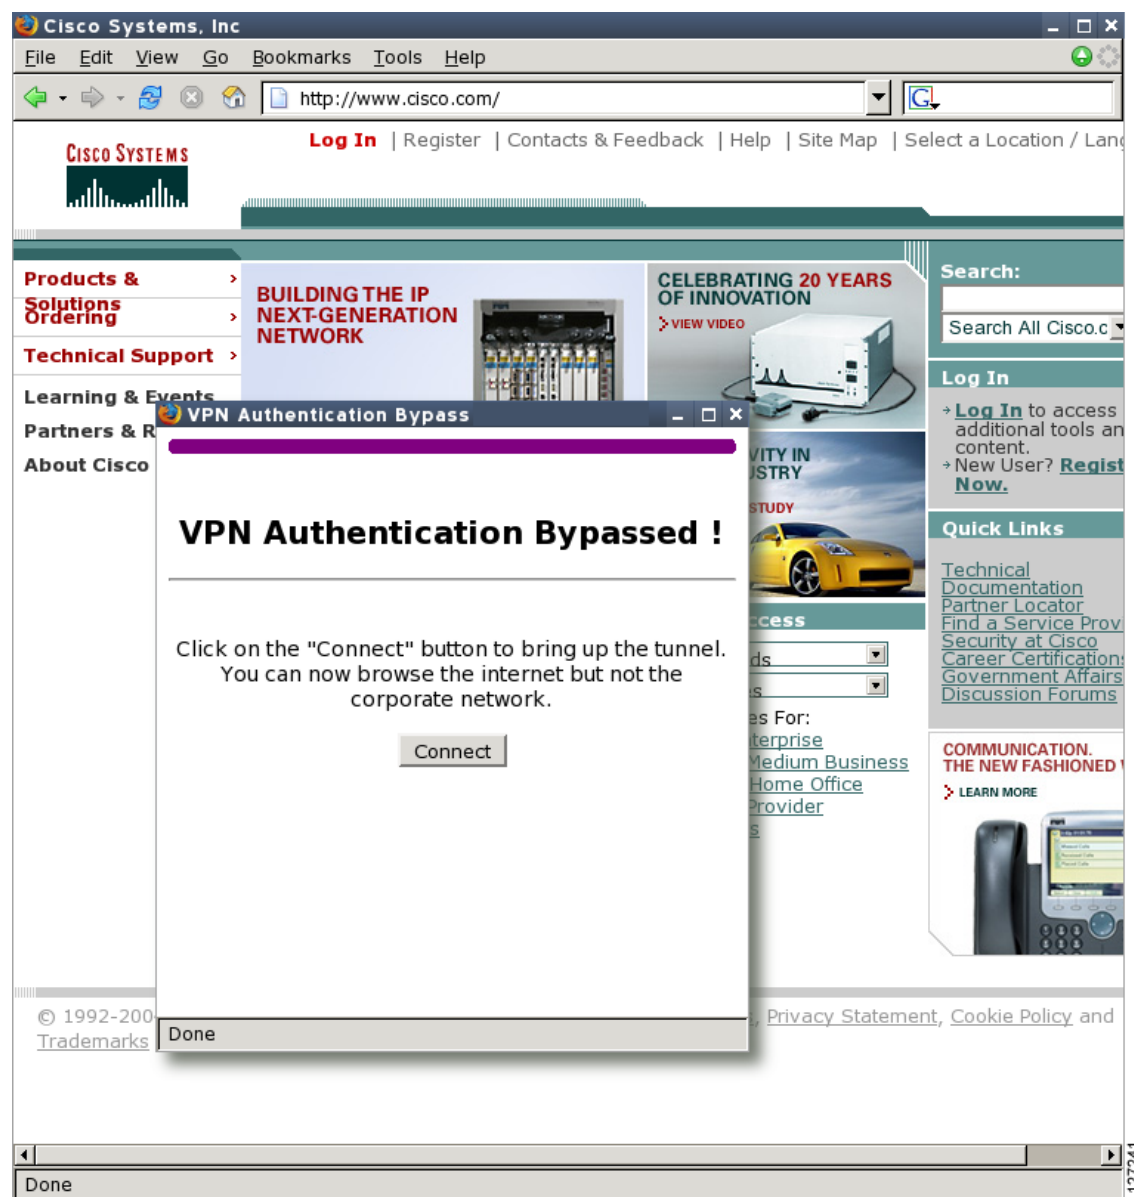 Cisco Systems, Inc
File Edit View Go Bookmarks Tools Help
http://www.cisco.com/
G
CISCO SYSTEMS
Log In | Register | Contacts & Feedback | Help | Site Map | Select a Location / Lang
Products &
Solutions
Ordering
Technical Support
Learning & Events
Partners & R
About Cisco
BUILDING THE IP
NEXT-GENERATION
NETWORK
CELEBRATING 20 YEARS
OF INNOVATION
VIEW VIDEO
VITY IN
STRY
STUDY
Search:
Search All Cisco.c
Log In
Log In to access
additional tools an
content.
New User? Regist
Now.
Quick Links
Technical
Documentation
Partner Locator
Find a Service Prov
Security at Cisco
Career Certifications
Government Affairs
Discussion Forums
COMMUNICATION.
THE NEW FASHIONED
LEARN MORE
VPN Authentication Bypass
VPN Authentication Bypassed !
Click on the "Connect" button to bring up the tunnel.
You can now browse the internet but not the
corporate network.
Connect
Done
ccess
ds
es
es For:
terprise
Medium Business
Home Office
Provider
s
© 1992-200
, Privacy Statement, Cookie Policy and
Trademarks
Done
127241